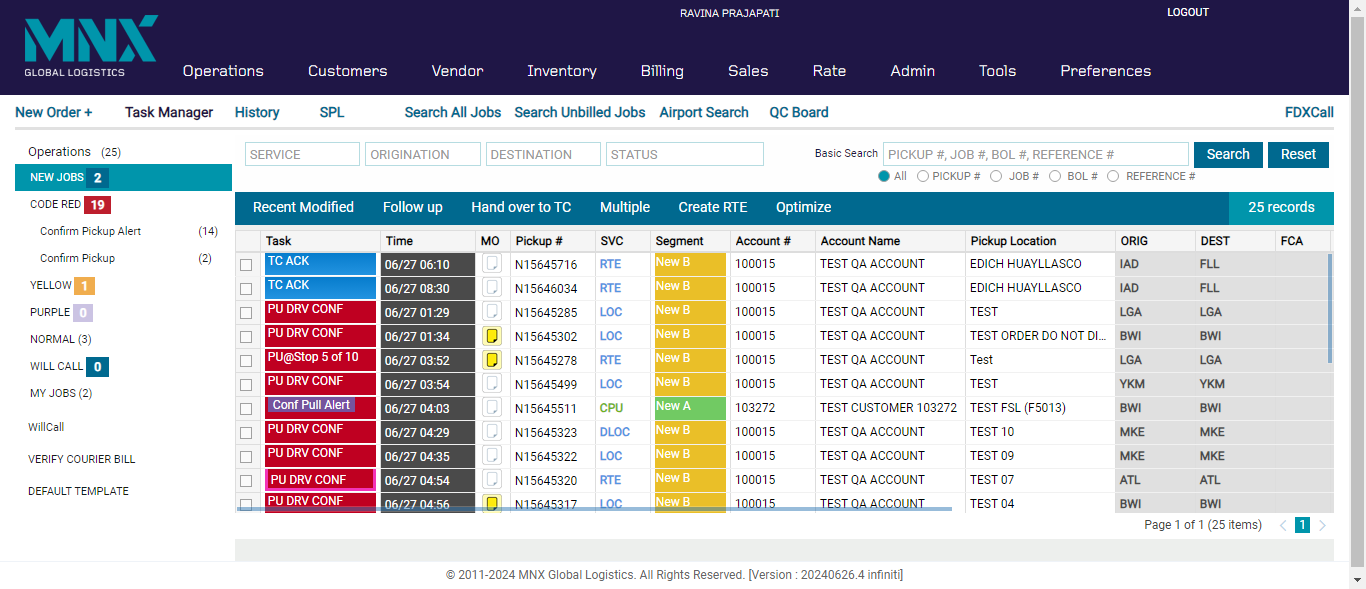 RAVINA PRAJAPATI LOGOUT
MNX
GLOBAL LOGISTICS
Operations Customers Vendor Inventory Billing Sales Rate Admin Tools Preferences
New Order + Task Manager History SPL Search All Jobs Search Unbilled Jobs Airport Search QC Board FDXCall
Operations (25)
NEW JOBS 2
CODE RED 19
Confirm Pickup Alert (14)
Confirm Pickup (2)
YELLOW 1
PURPLE 0
NORMAL (3)
WILL CALL 0
MY JOBS (2)
WillCall
VERIFY COURIER BILL
DEFAULT TEMPLATE
SERVICE ORIGINATION DESTINATION STATUS Basic Search PICKUP #, JOB #, BOL #, REFERENCE # Search Reset
All PICKUP # JOB # BOL # REFERENCE #
Recent Modified Follow up Hand over to TC Multiple Create RTE Optimize 25 records
Task Time MO Pickup # SVC Segment Account # Account Name Pickup Location ORIG DEST FCA
TC ACK 06/27 06:10 N15645716 RTE New B 100015 TEST QA ACCOUNT EDICH HUAYLLASCO IAD FLL
TC ACK 06/27 08:30 N15646034 RTE New B 100015 TEST QA ACCOUNT EDICH HUAYLLASCO IAD FLL
PU DRV CONF 06/27 01:29 N15645285 LOC New B 100015 TEST QA ACCOUNT TEST LGA LGA
PU DRV CONF 06/27 01:34 N15645302 LOC New B 100015 TEST QA ACCOUNT TEST ORDER DO NOT DI... BWI BWI
PU@Stop 5 of 10 06/27 03:52 N15645278 RTE New B 100015 TEST QA ACCOUNT Test LGA LGA
PU DRV CONF 06/27 03:54 N15645499 LOC New B 100015 TEST QA ACCOUNT TEST YKM YKM
Conf Pull Alert 06/27 04:03 N15645511 CPU New A 103272 TEST CUSTOMER 103272 TEST FSL (F5013) BWI BWI
PU DRV CONF 06/27 04:29 N15645323 DLOC New B 100015 TEST QA ACCOUNT TEST 10 MKE MKE
PU DRV CONF 06/27 04:35 N15645322 LOC New B 100015 TEST QA ACCOUNT TEST 09 MKE MKE
PU DRV CONF 06/27 04:54 N15645320 RTE New B 100015 TEST QA ACCOUNT TEST 07 ATL ATL
PU DRV CONF 06/27 04:56 N15645317 LOC New B 100015 TEST QA ACCOUNT TEST 04 BWI BWI
Page 1 of 1 (25 items) 1
© 2011-2024 MNX Global Logistics. All Rights Reserved. [Version : 20240626.4 infiniti]